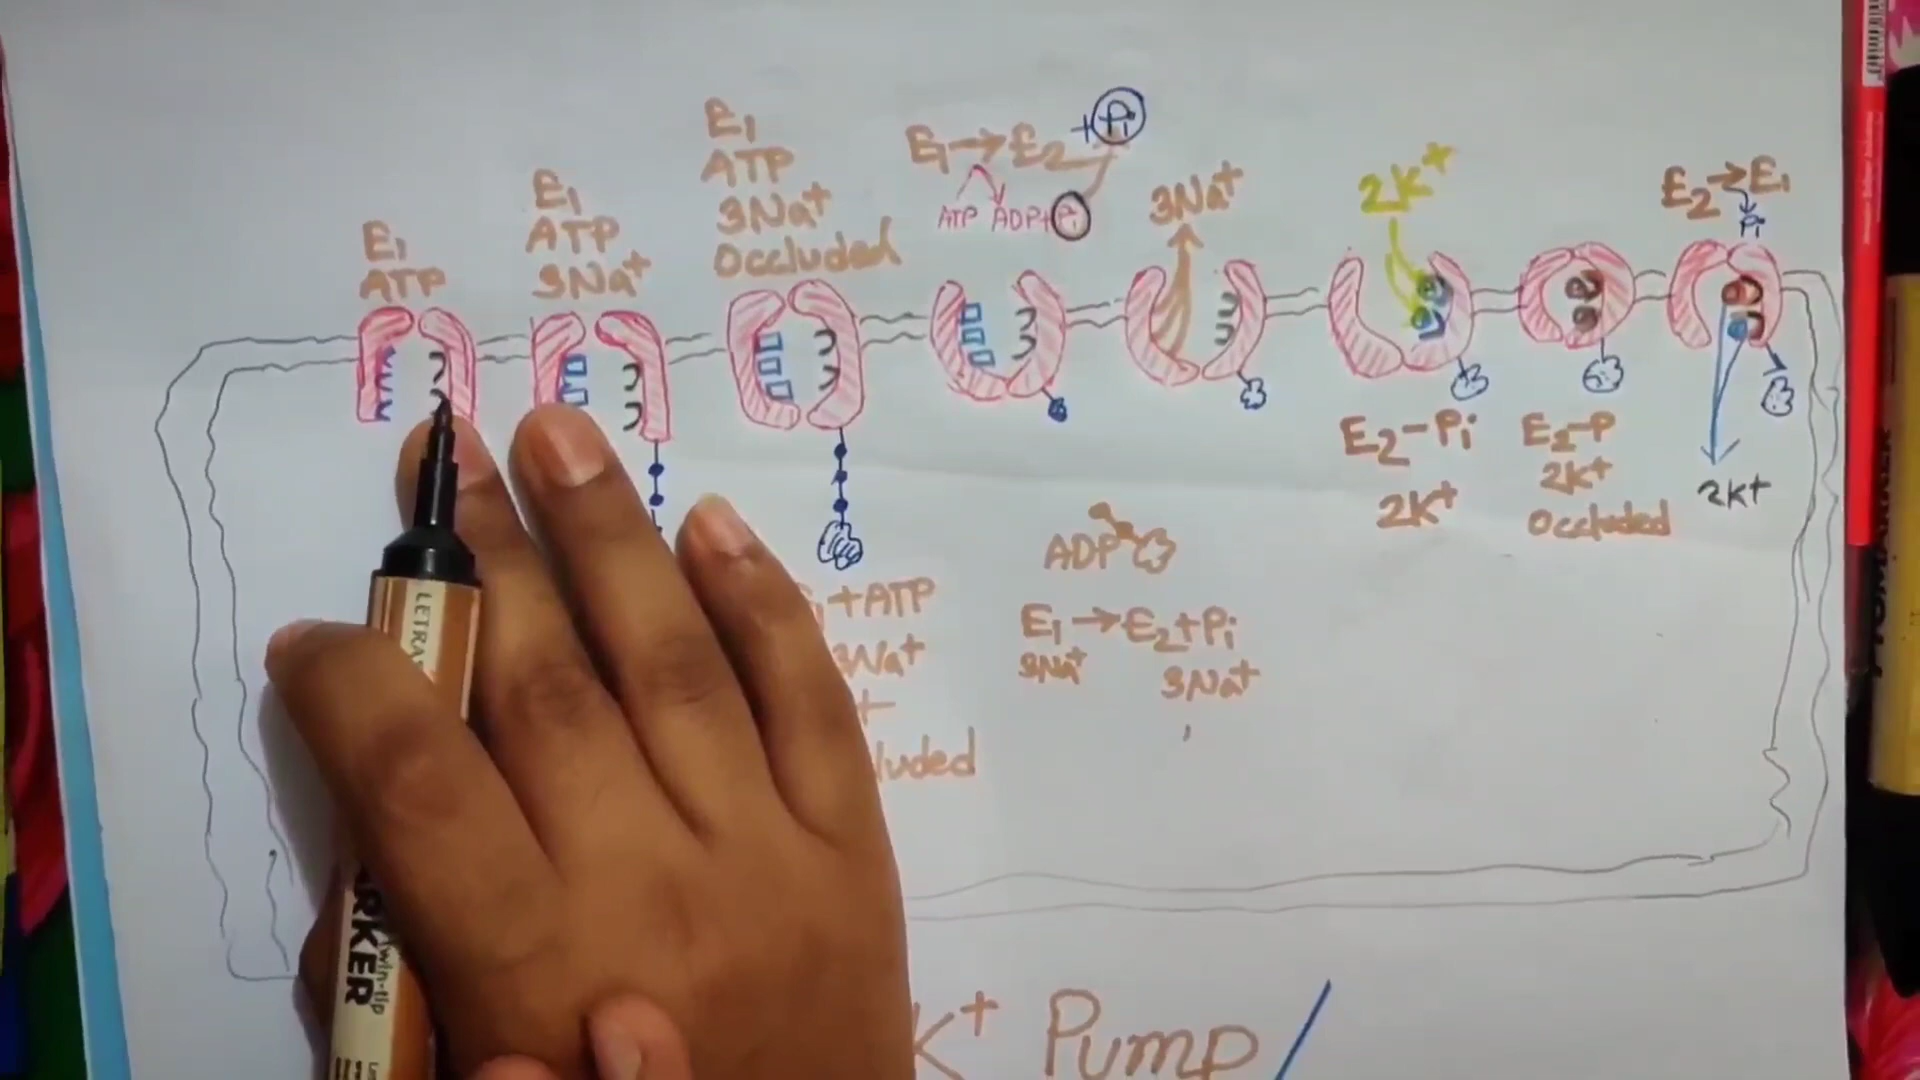 E1
ATP
E1
ATP
3Na+
E1
ATP
3Na+
Occluded
E1→E2 +Pi
ATP ADP+Pi
3Na+
2K+
E2→E1
Pi
E2-Pi
2K+
E2-P
2K+
Occluded
2K+
+ATP
3Na+
+
cluded
ADP
E1→E2+Pi
3Na+ 3Na+
K+ Pump/
LETRA
RKER
Twin-tip